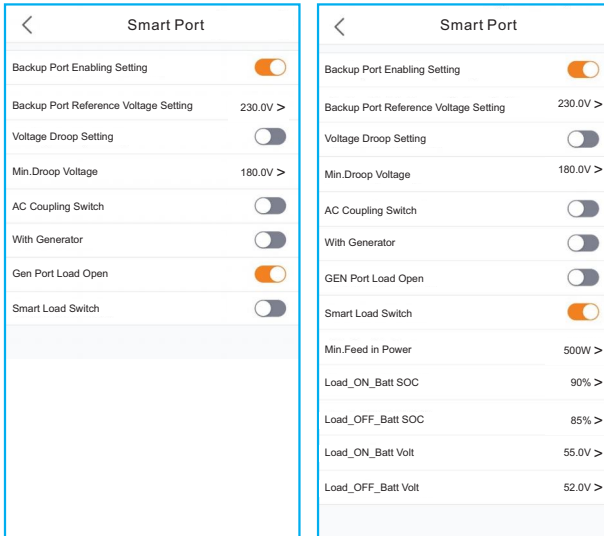 Smart Port
Backup Port Enabling Setting
Backup Port Reference Voltage Setting 230.0V >
Voltage Droop Setting
Min.Droop Voltage 180.0V >
AC Coupling Switch
With Generator
Gen Port Load Open
Smart Load Switch
Smart Port
Backup Port Enabling Setting
Backup Port Reference Voltage Setting 230.0V >
Voltage Droop Setting
Min.Droop Voltage 180.0V >
AC Coupling Switch
With Generator
GEN Port Load Open
Smart Load Switch
Min.Feed in Power 500W >
Load_ON_Batt SOC 90% >
Load_OFF_Batt SOC 85% >
Load_ON_Batt Volt 55.0V >
Load_OFF_Batt Volt 52.0V >